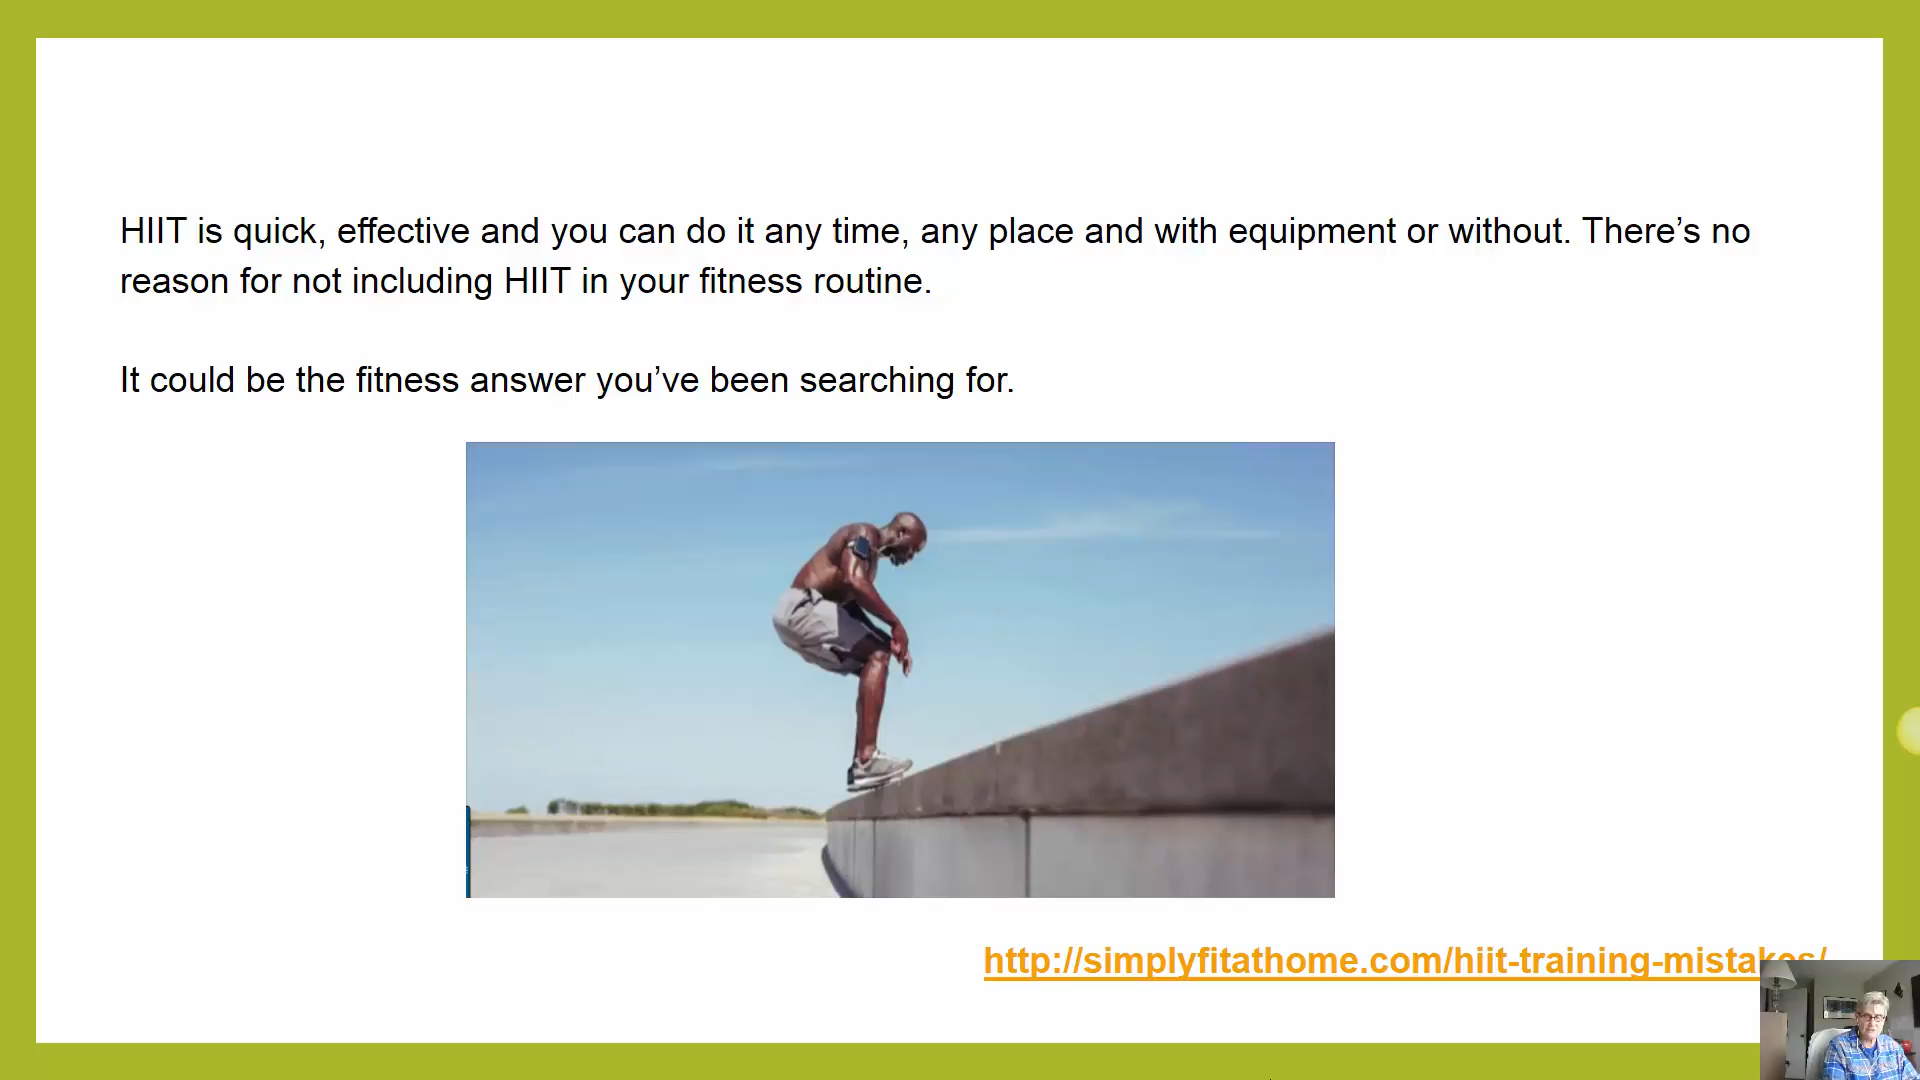 HIIT is quick, effective and you can do it any time, any place and with equipment or without. There’s no
reason for not including HIIT in your fitness routine.
It could be the fitness answer you’ve been searching for.
http://simplyfitathome.com/hiit-training-mistakes/